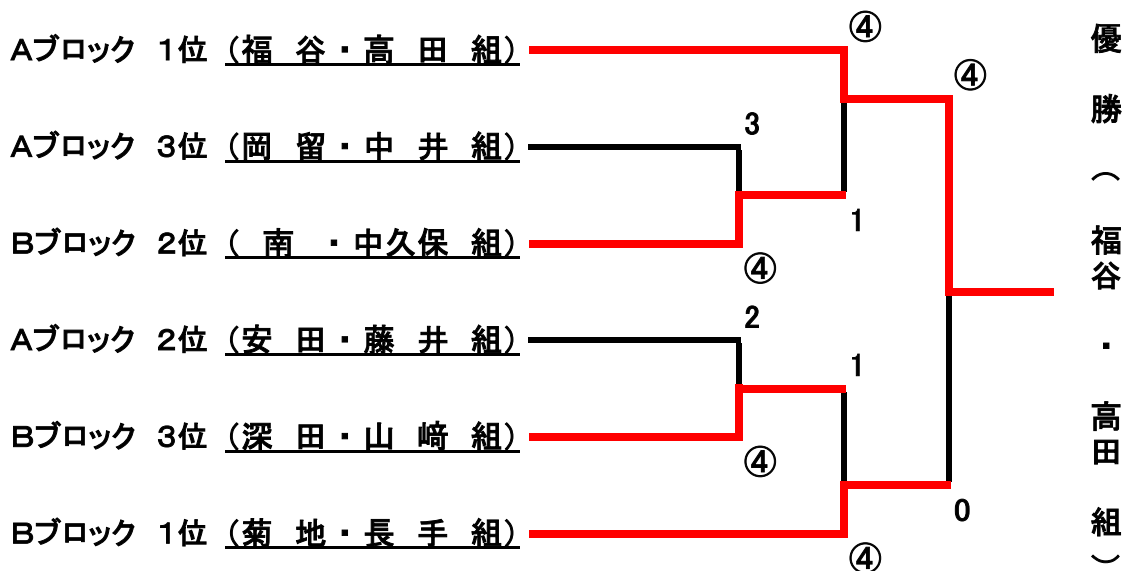 ④
Aブロック 1位 (福 谷・高 田 組)
④
3
Aブロック 3位 (岡 留・中 井 組)
1
Bブロック 2位 ( 南 ・中久保 組)
④
2
Aブロック 2位 (安 田・藤 井 組)
1
Bブロック 3位 (深 田・山 﨑 組)
④
0
Bブロック 1位 (菊 地・長 手 組)
④
優 勝 ( 福谷 ・ 高田 組 )